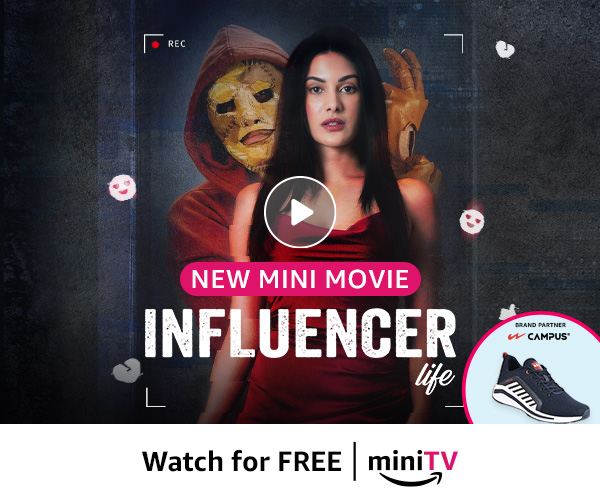 REC
NEW MINI MOVIE
INFLUENCER
life
BRAND PARTNER
CAMPUS®
Watch for FREE | miniTV